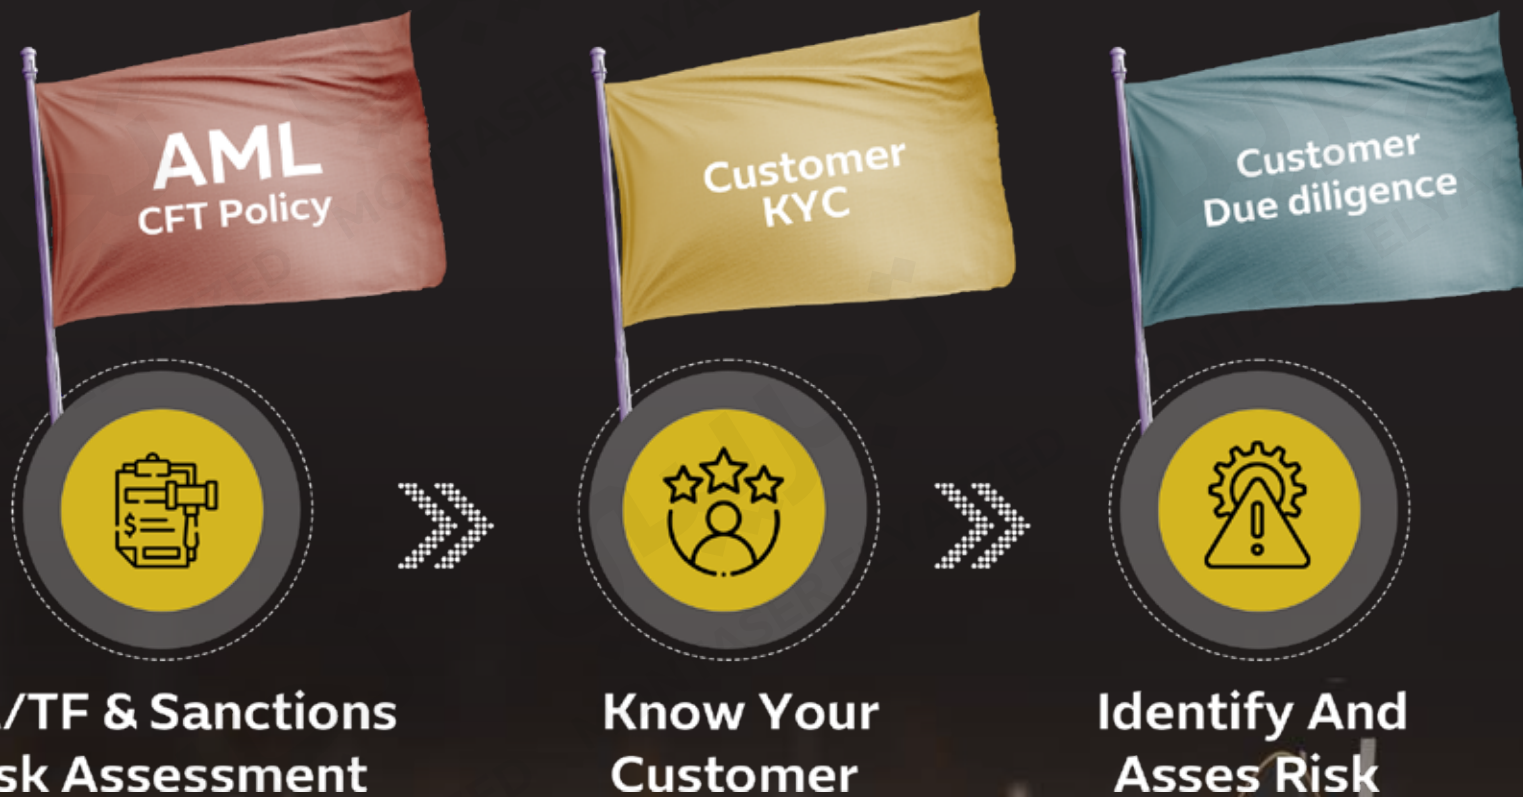 AML
CFT Policy
Customer
KYC
Customer
Due diligence
$
/TF & Sanctions
sk Assessment
Know Your
Customer
Identify And
Asses Risk